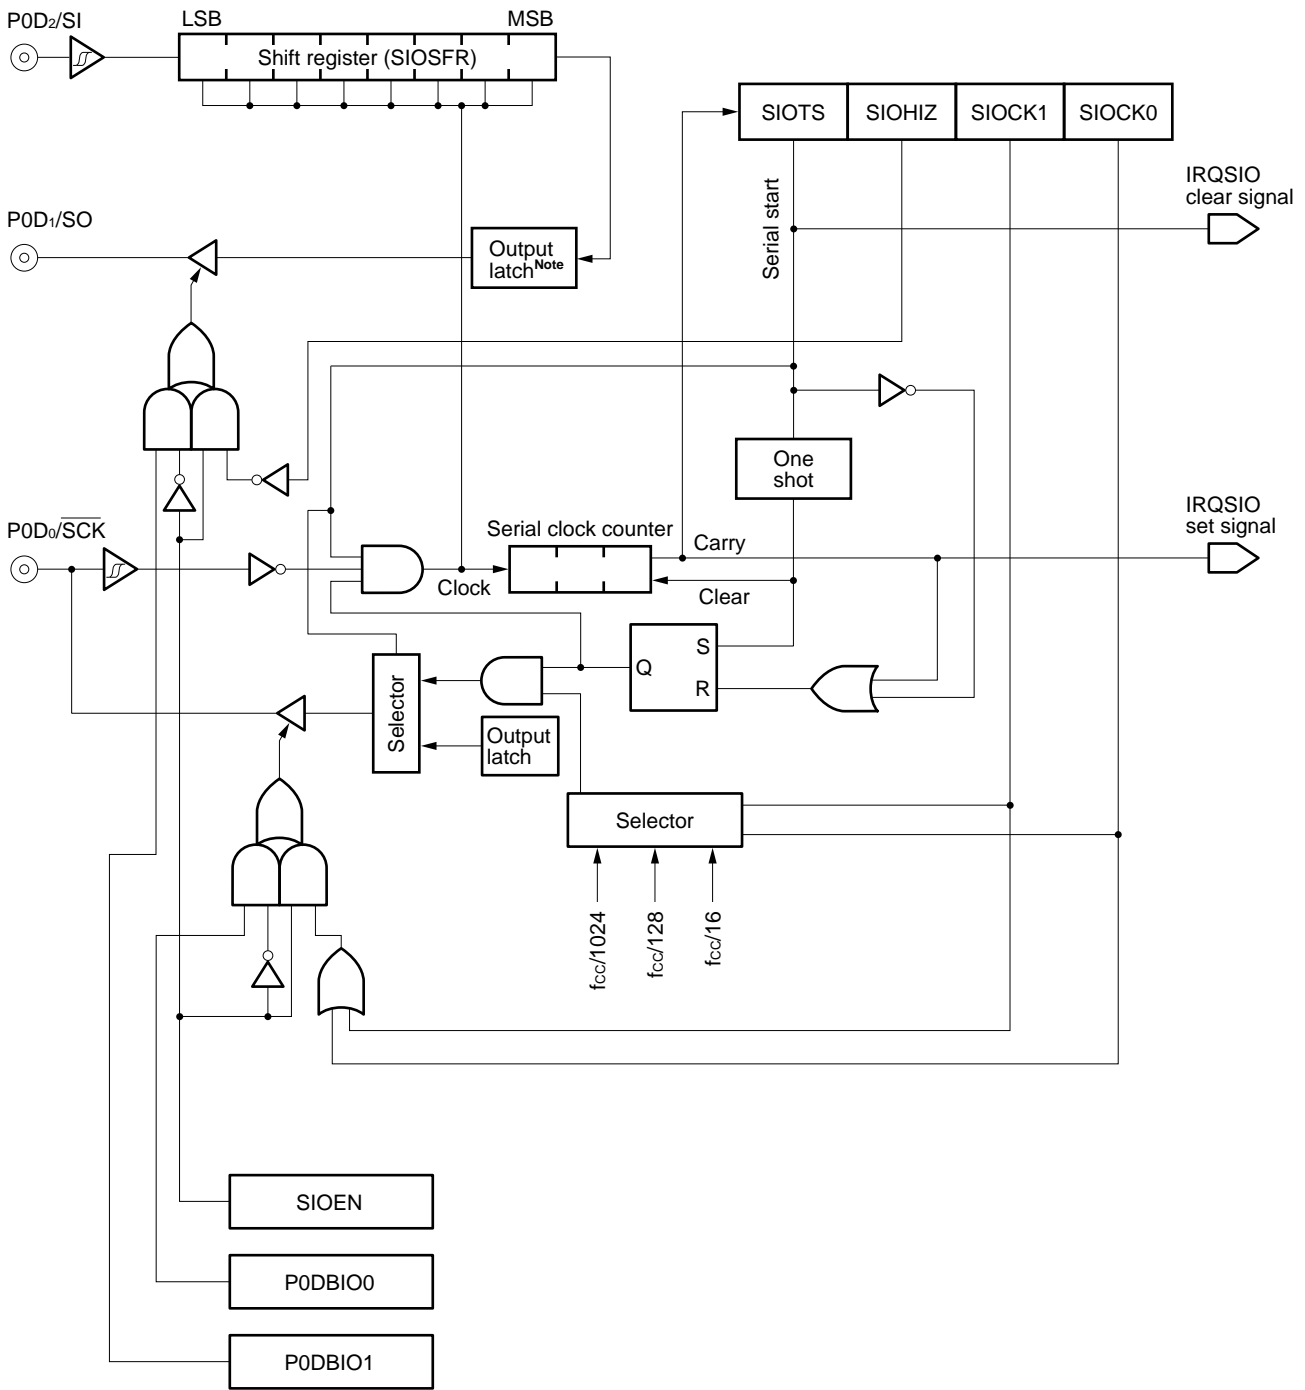 P0D₂/SI
LSB
MSB
Shift register (SIOSFR)
SIOTS
SIOHIZ
SIOCK1
SIOCK0
Serial start
IRQSIO
clear signal
P0D₁/SO
Output
latchNote
One
shot
P0D₀/S̅C̅K̅
Serial clock counter
Carry
IRQSIO
set signal
Clock
Clear
S
Q
R
Selector
Output
latch
Selector
fcc/1024
fcc/128
fcc/16
SIOEN
P0DBIO0
P0DBIO1